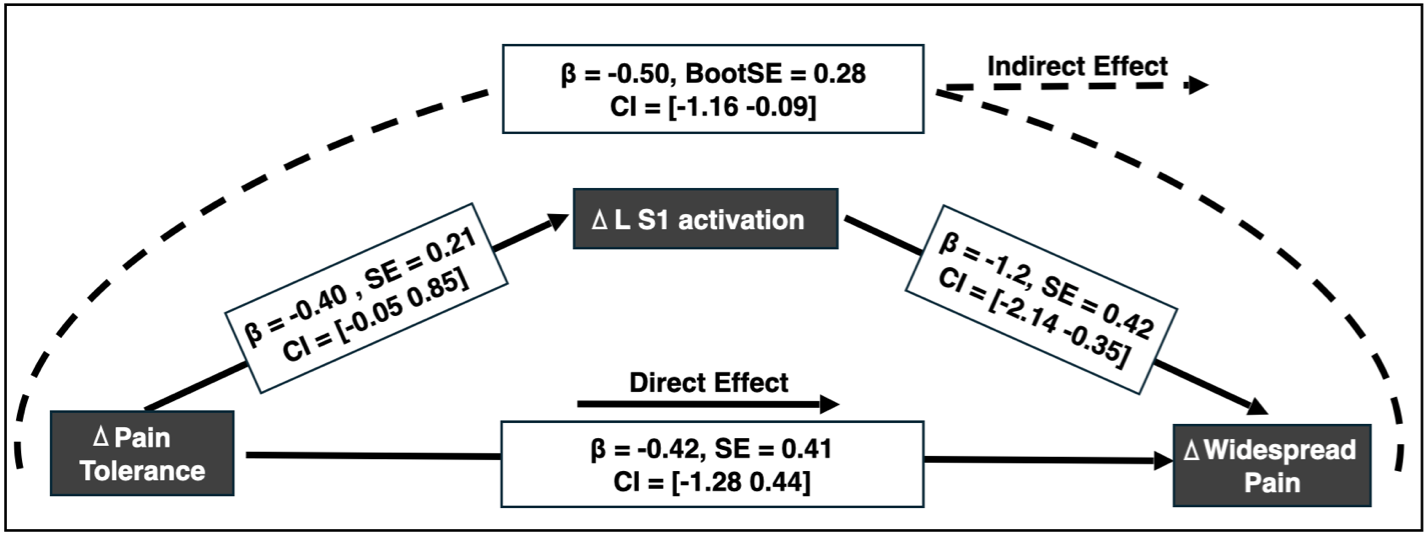 β = -0.50, BootSE = 0.28
CI = [-1.16 -0.09]
Indirect Effect
Δ L S1 activation
β = -0.40 , SE = 0.21
CI = [-0.05 0.85]
β = -1.2, SE = 0.42
CI = [-2.14 -0.35]
Direct Effect
β = -0.42, SE = 0.41
CI = [-1.28 0.44]
Δ Pain
Tolerance
Δ Widespread
Pain